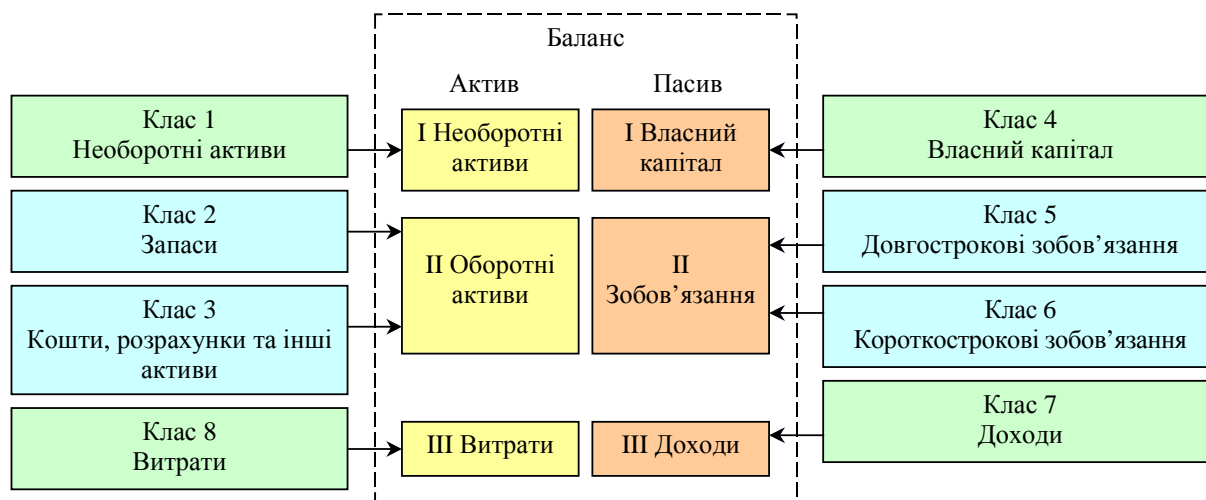 Баланс
Актив
Пасив
Клас 1
Необоротні активи
І Необоротні
активи
І Власний
капітал
Клас 4
Власний капітал
Клас 2
Запаси
ІІ Оборотні
активи
ІІ
Зобов’язання
Клас 5
Довгострокові зобов’язання
Клас 3
Кошти, розрахунки та інші
активи
Клас 6
Короткострокові зобов’язання
Клас 8
Витрати
ІІІ Витрати
ІІІ Доходи
Клас 7
Доходи